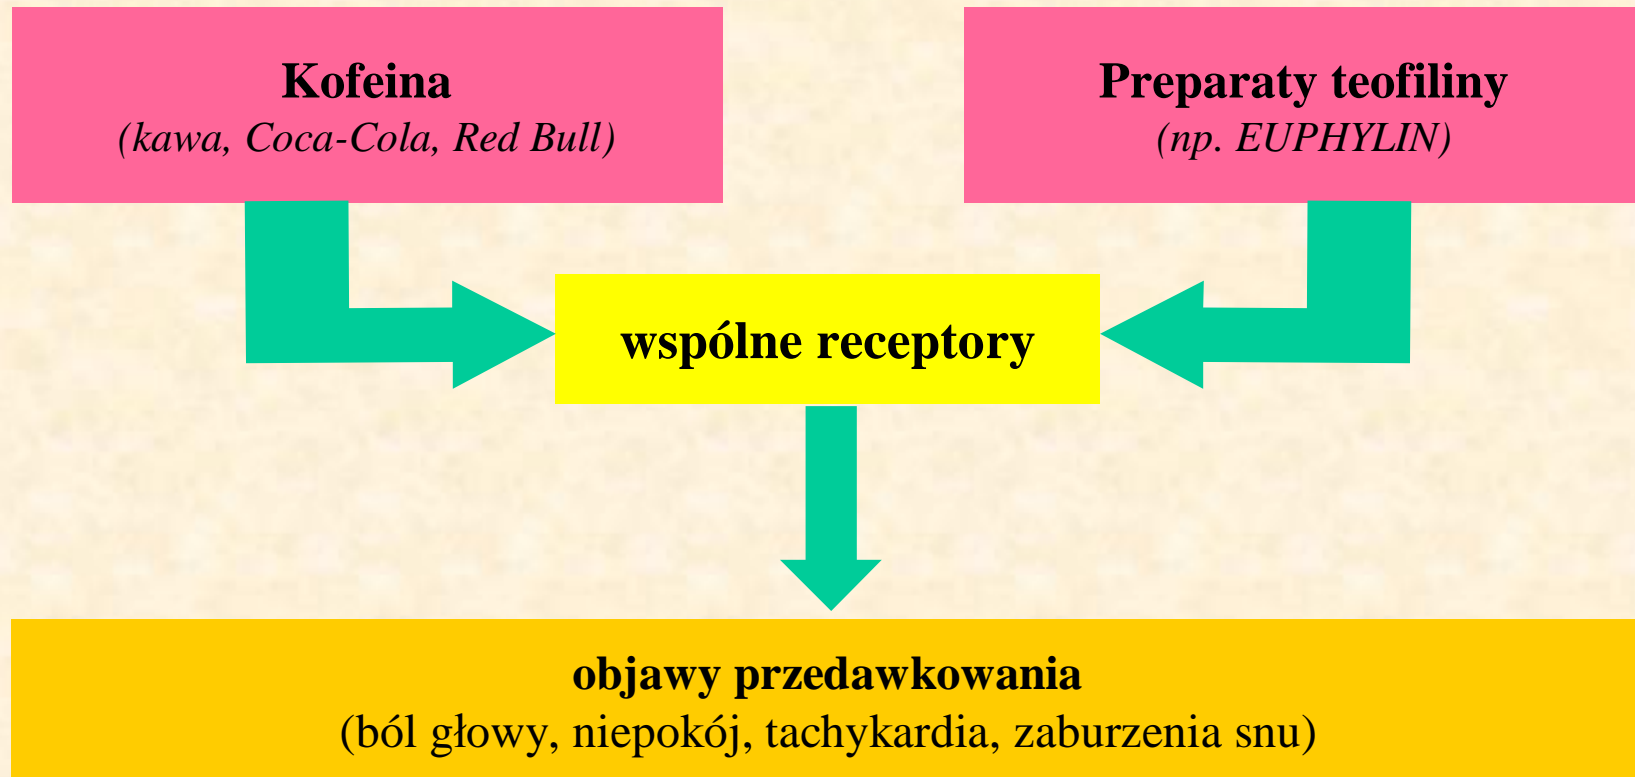 Kofeina
(kawa, Coca-Cola, Red Bull)
Preparaty teofiliny
(np. EUPHYLIN)
wspólne receptory
objawy przedawkowania
(ból głowy, niepokój, tachykardia, zaburzenia snu)